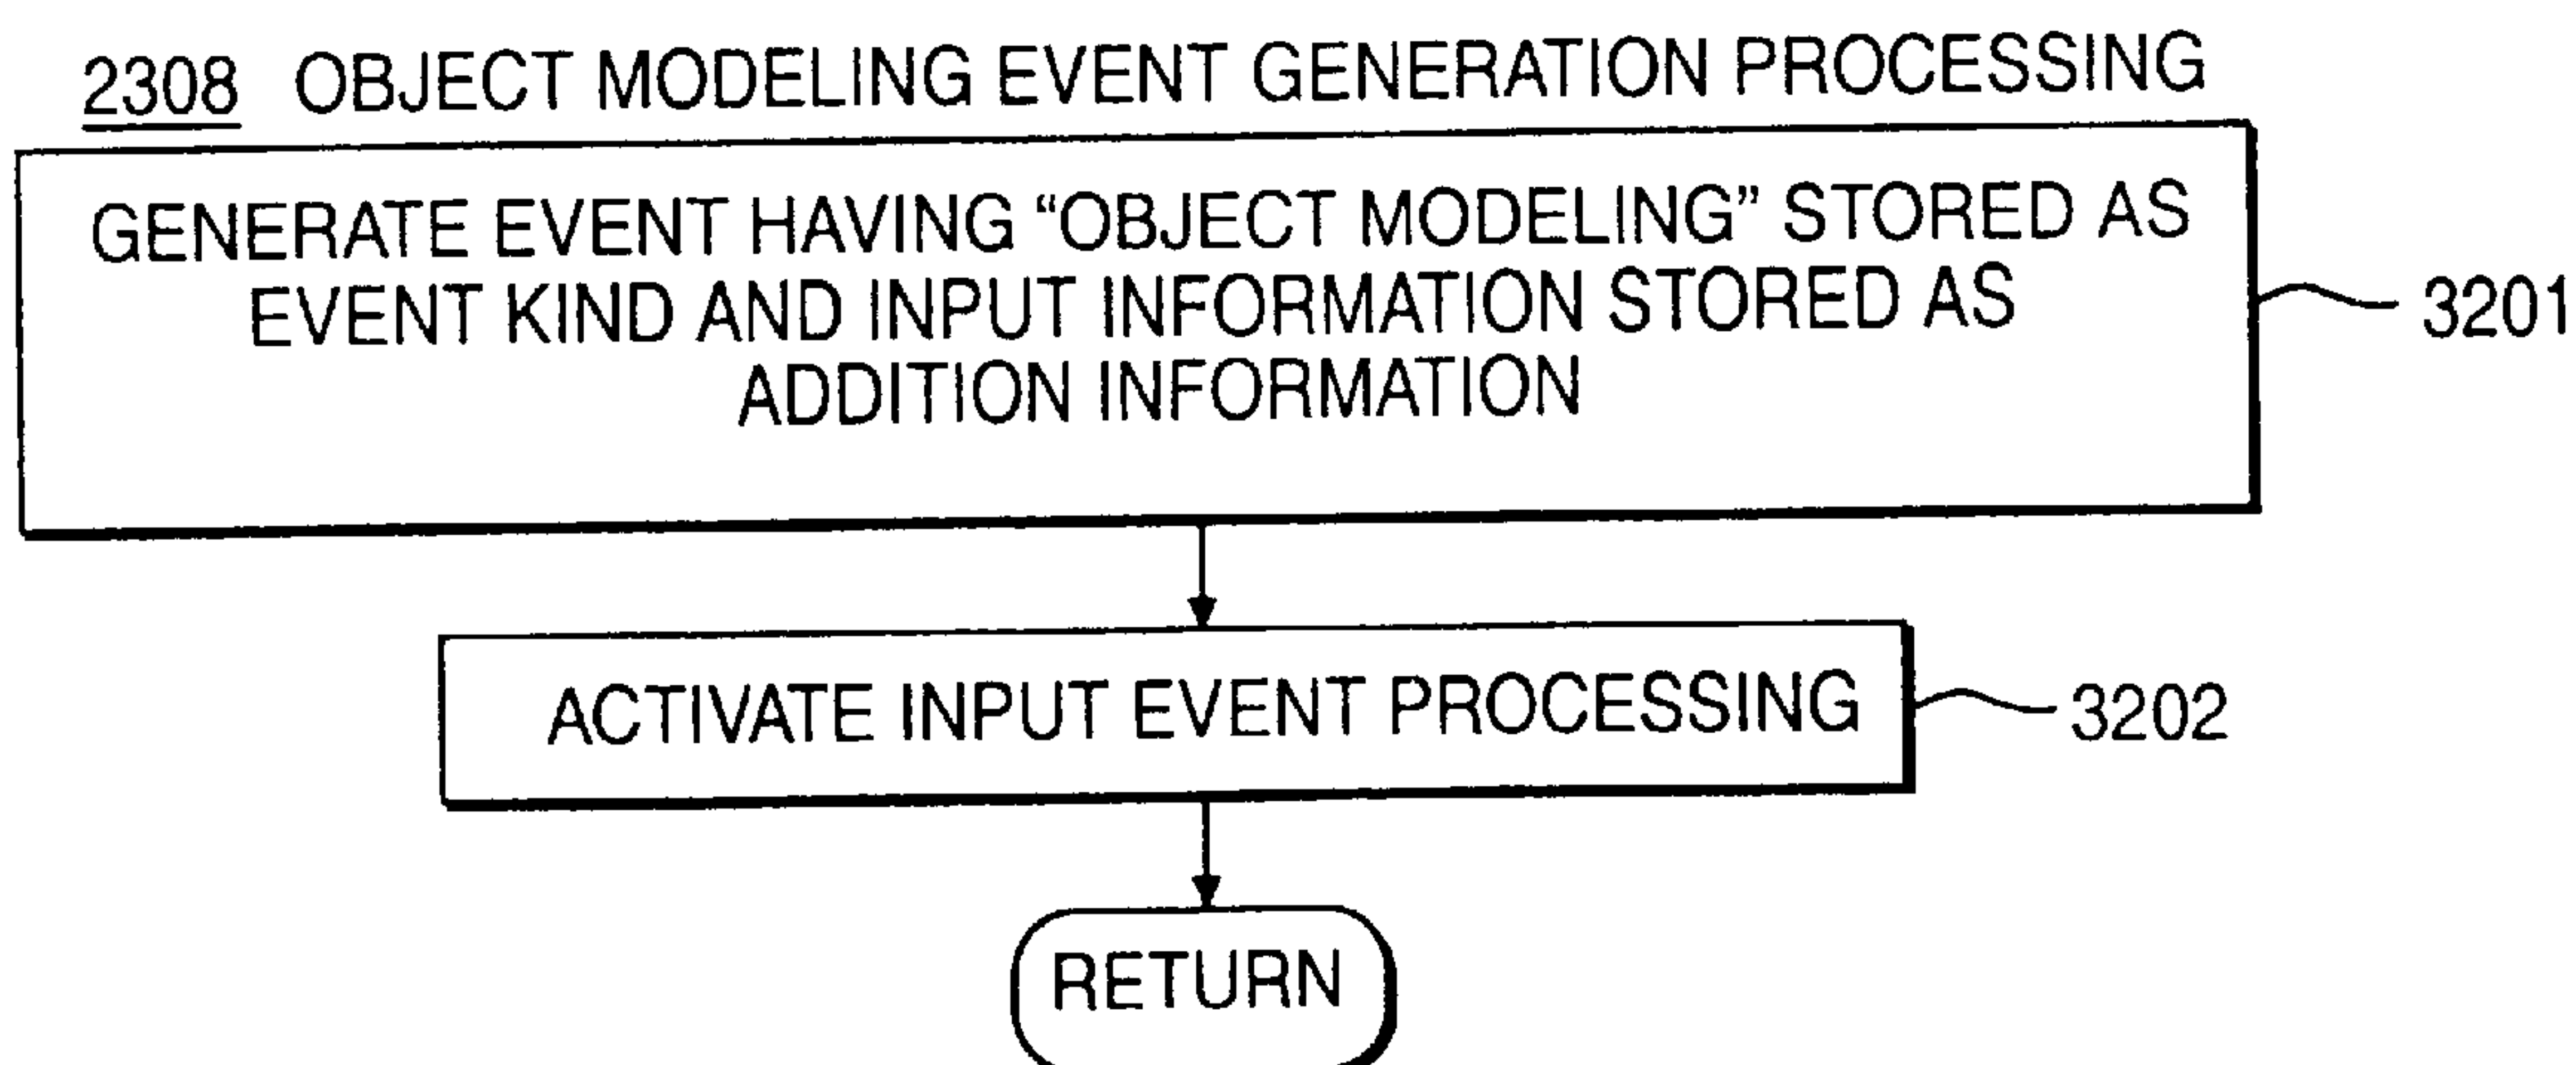 2308 OBJECT MODELING EVENT GENERATION PROCESSING
GENERATE EVENT HAVING “OBJECT MODELING” STORED AS
EVENT KIND AND INPUT INFORMATION STORED AS
ADDITION INFORMATION
3201
ACTIVATE INPUT EVENT PROCESSING
3202
RETURN